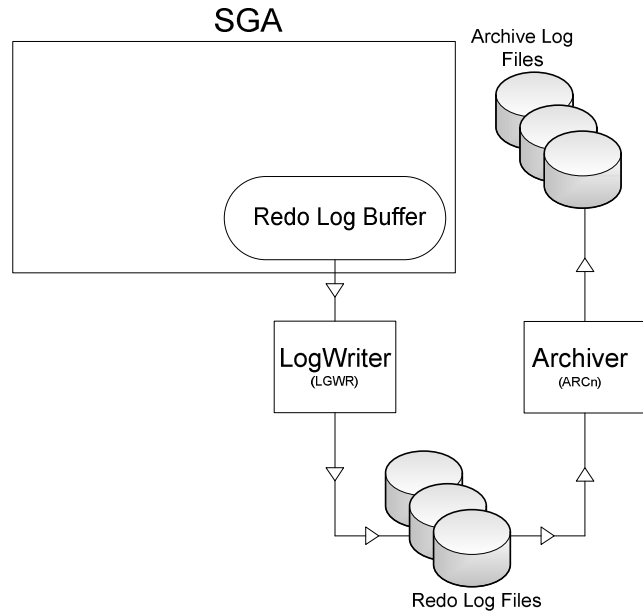 SGA
Archive Log
Files
Redo Log Buffer
LogWriter
(LGWR)
Archiver
(ARCn)
Redo Log Files